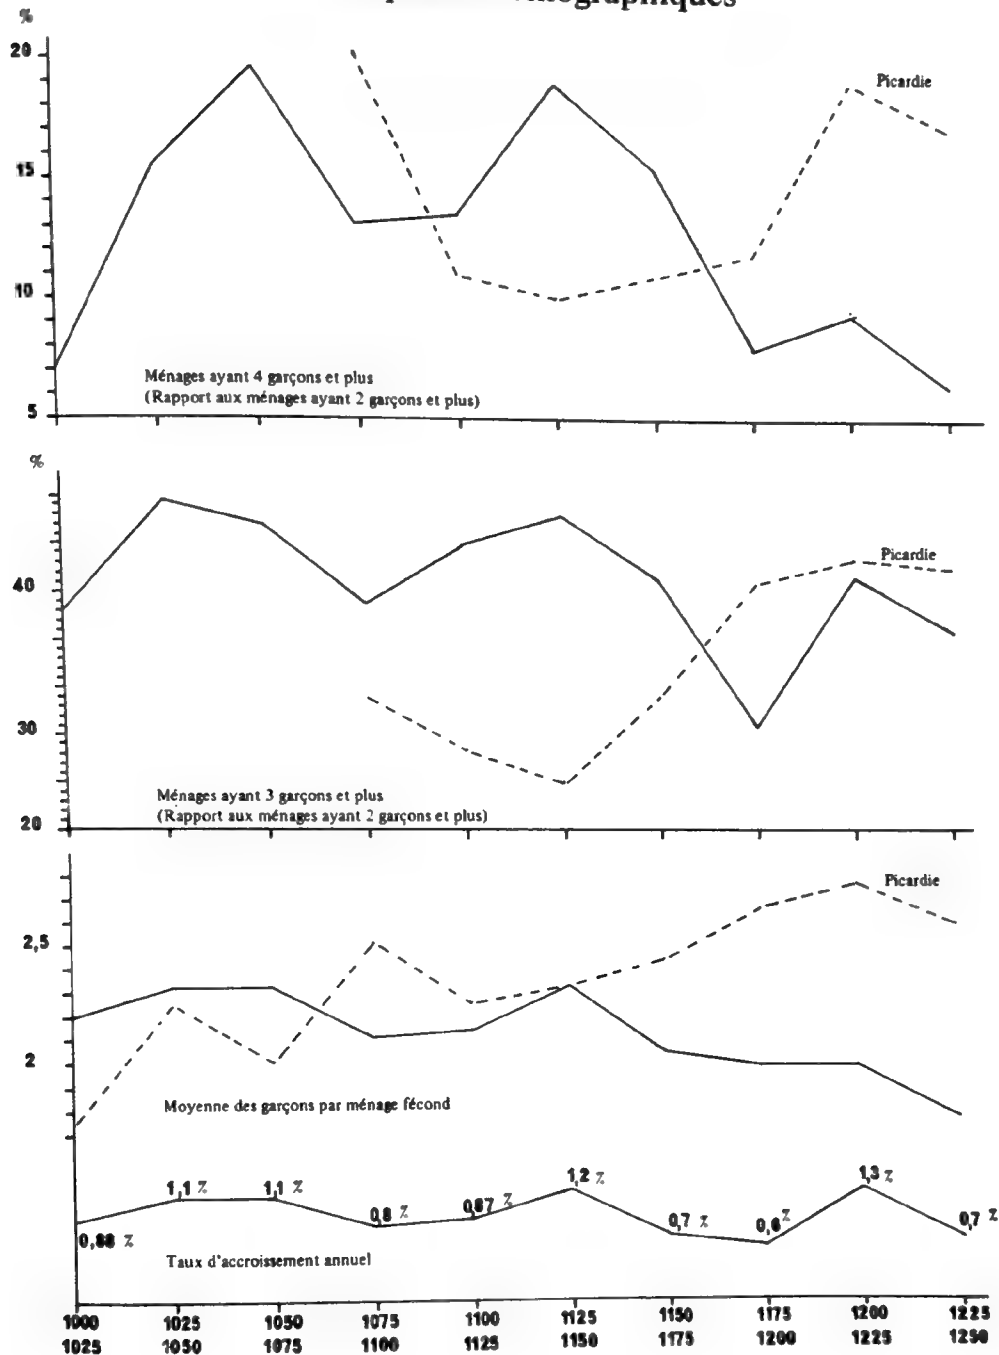 %
20
Picardie
15
10
Ménages ayant 4 garçons et plus
(Rapport aux ménages ayant 2 garçons et plus)
5
%
Picardie
40
30
Ménages ayant 3 garçons et plus
(Rapport aux ménages ayant 2 garçons et plus)
20
Picardie
2,5
2
Moyenne des garçons par ménage fécond
1,1 %
1,1 %
0,8 %
0,87 %
1,2 %
0,7 %
0,6 %
1,3 %
0,7 %
0,88 %
Taux d'accroissement annuel
1000 1025 1050 1075 1100 1125 1150 1175 1200 1225
1025 1050 1075 1100 1125 1150 1175 1200 1225 1250